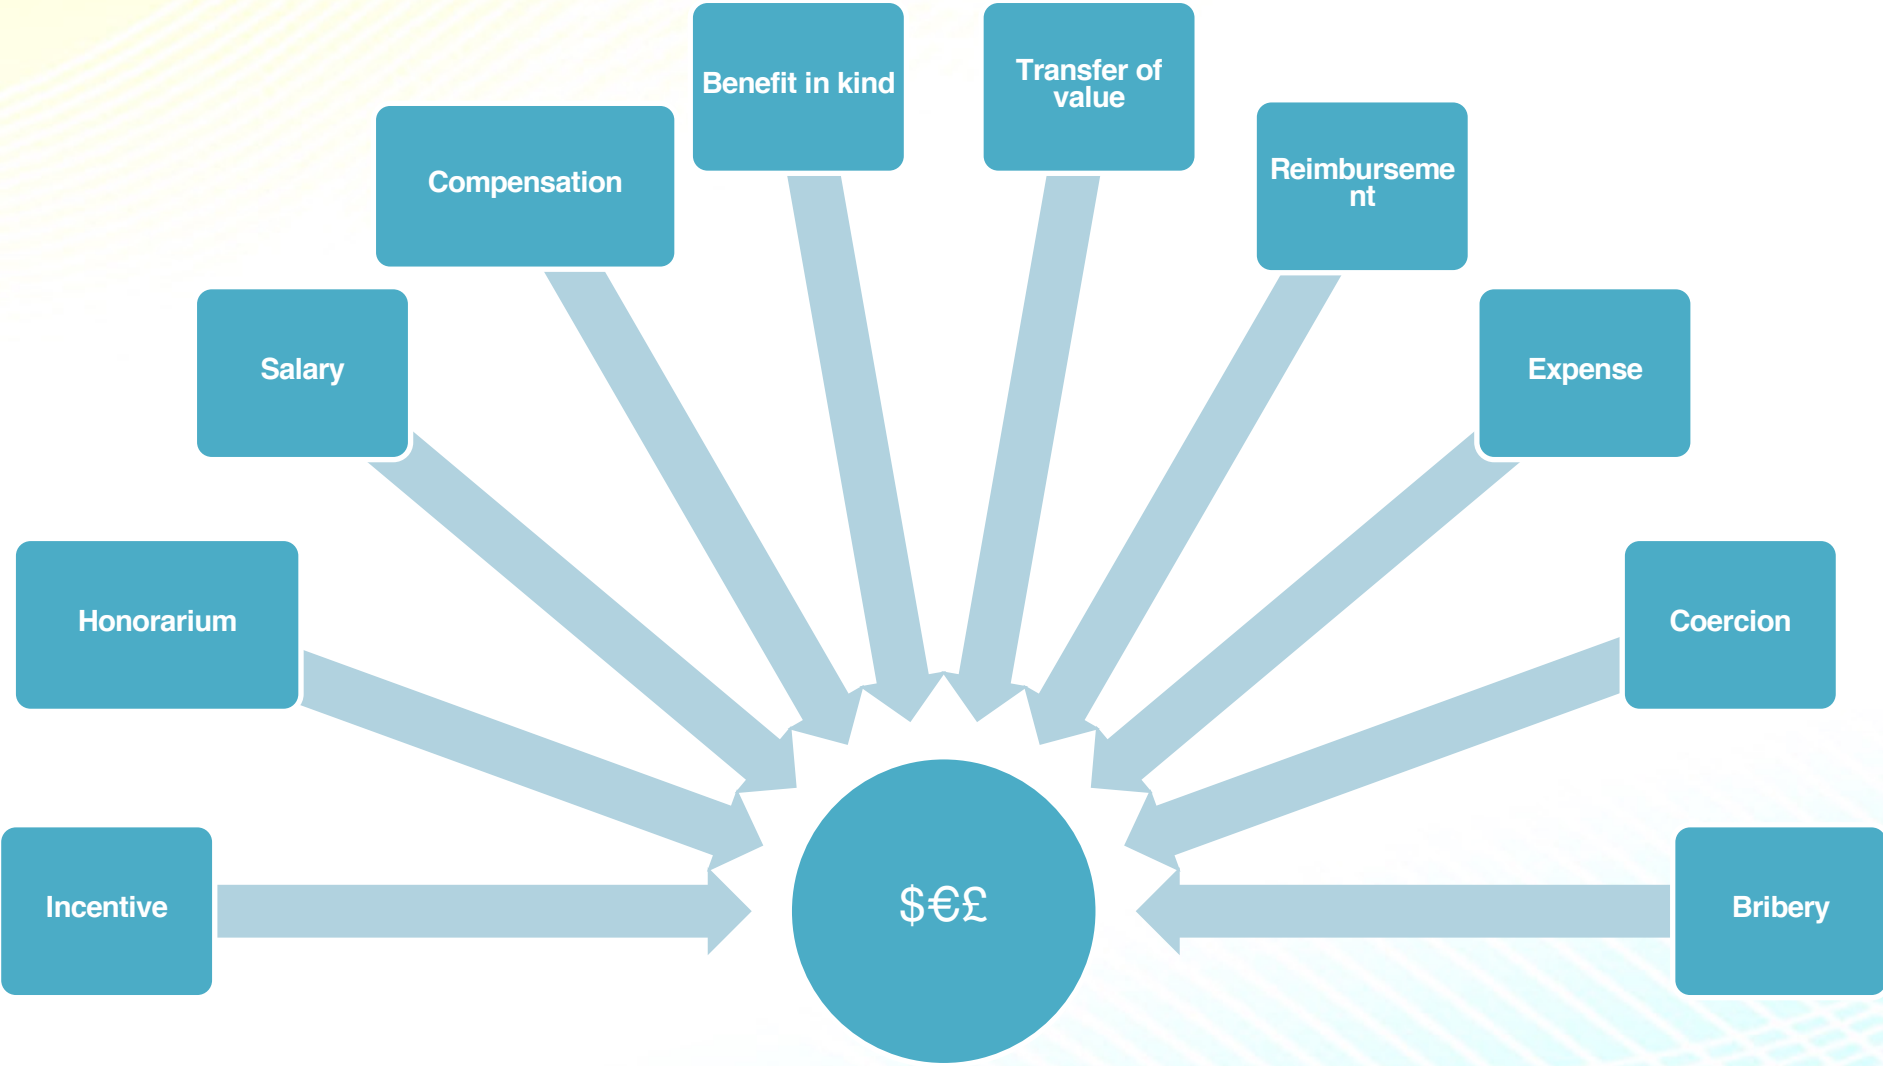 Benefit in kind
Transfer of
value
Compensation
Reimburseme
nt
Salary
Expense
Honorarium
Coercion
Incentive
$€£
Bribery